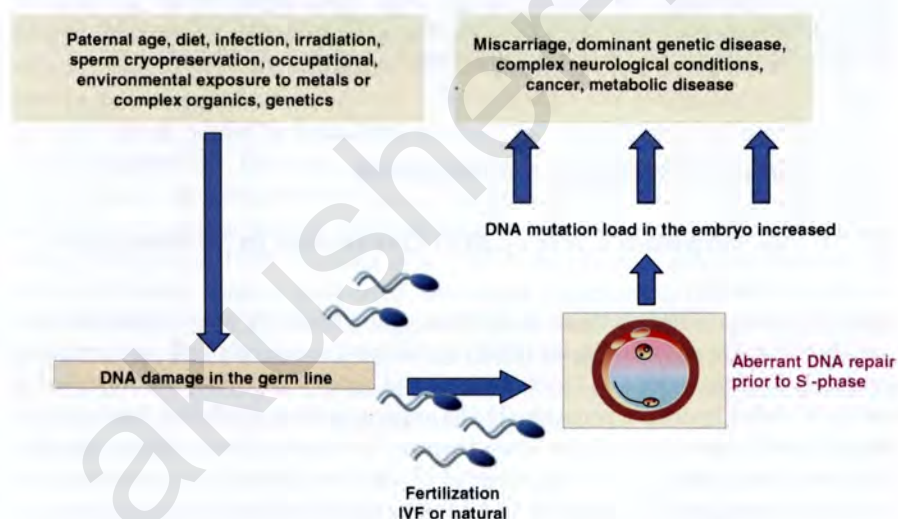 Paternal age, diet, infection, irradiation,
sperm cryopreservation, occupational,
environmental exposure to metals or
complex organics, genetics
Miscarriage, dominant genetic disease,
complex neurological conditions,
cancer, metabolic disease
DNA mutation load in the embryo increased
DNA damage in the germ line
Aberrant DNA repair
prior to S-phase
Fertilization
IVF or natural
akusher-